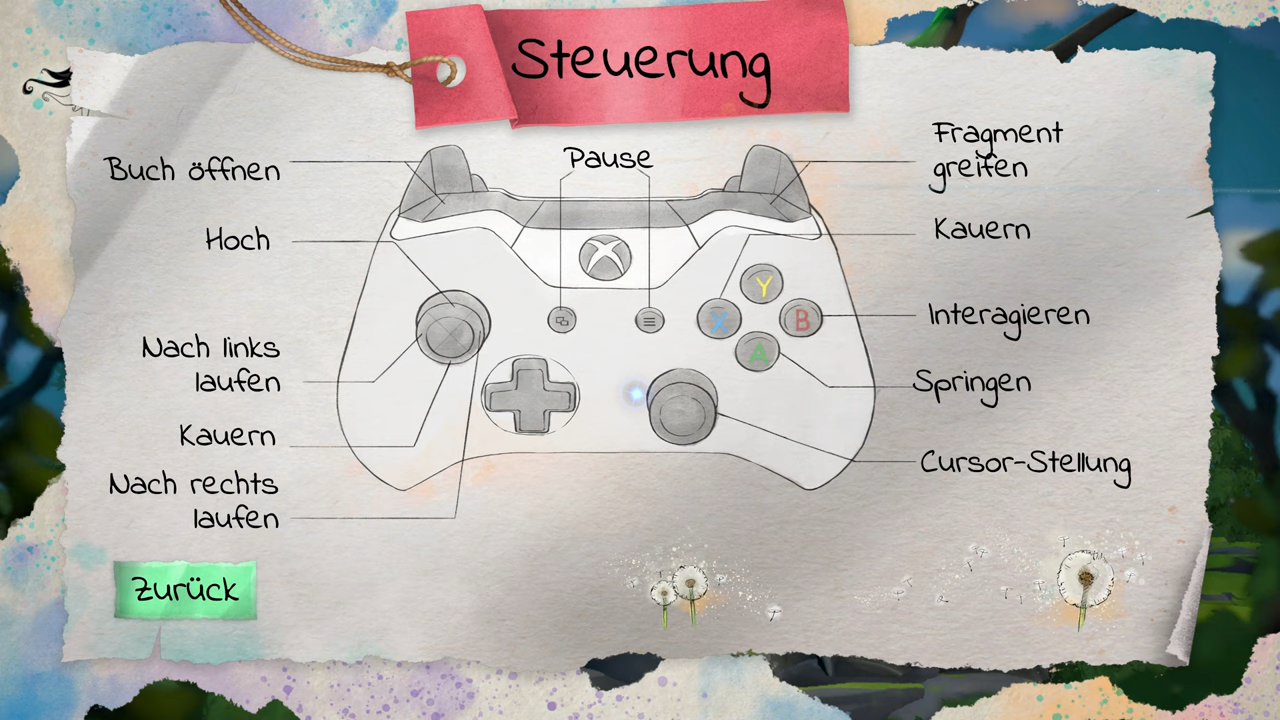 Steuerung
Buch öffnen
Pause
Fragment
greifen
Hoch
Kauern
Y
X
B
A
Interagieren
Nach links
laufen
Springen
Kauern
Cursor-Stellung
Nach rechts
laufen
Zurück